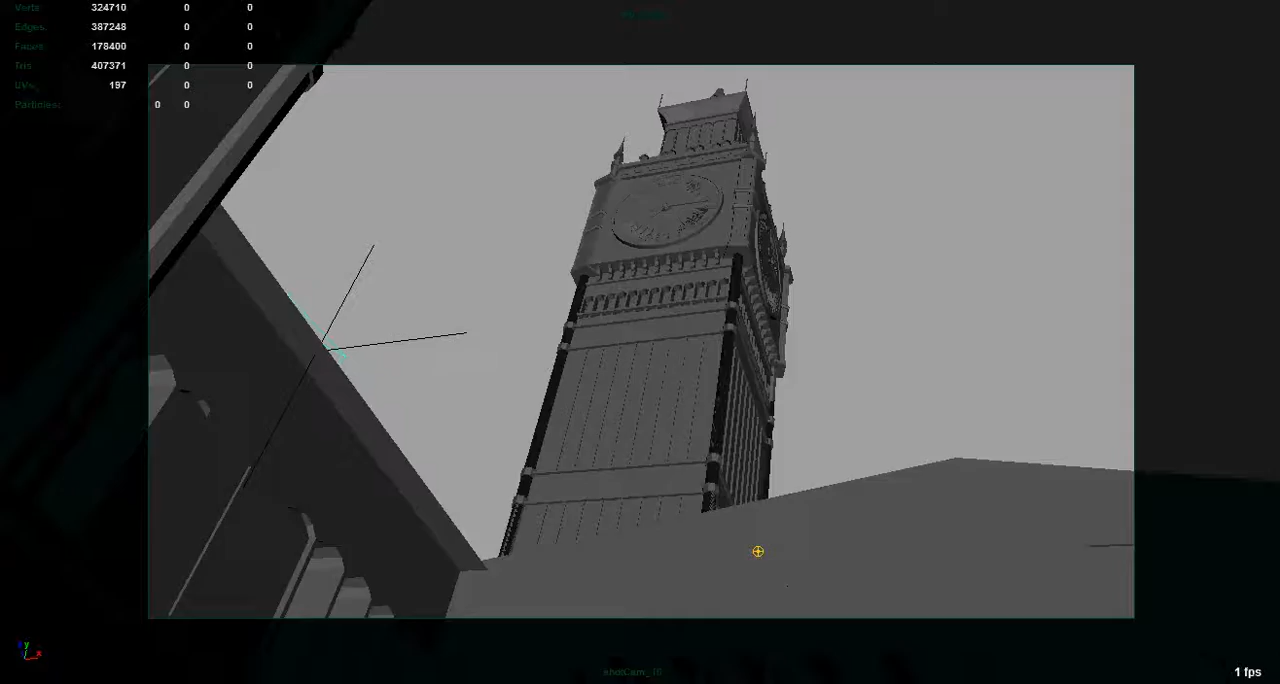 Verts: 324710 0 0
Edges: 387248 0 0
Faces: 178400 0 0
Tris: 407371 0 0
UVs: 197 0 0
Particles: 0 0
y
x
shotCam_10
1 fps